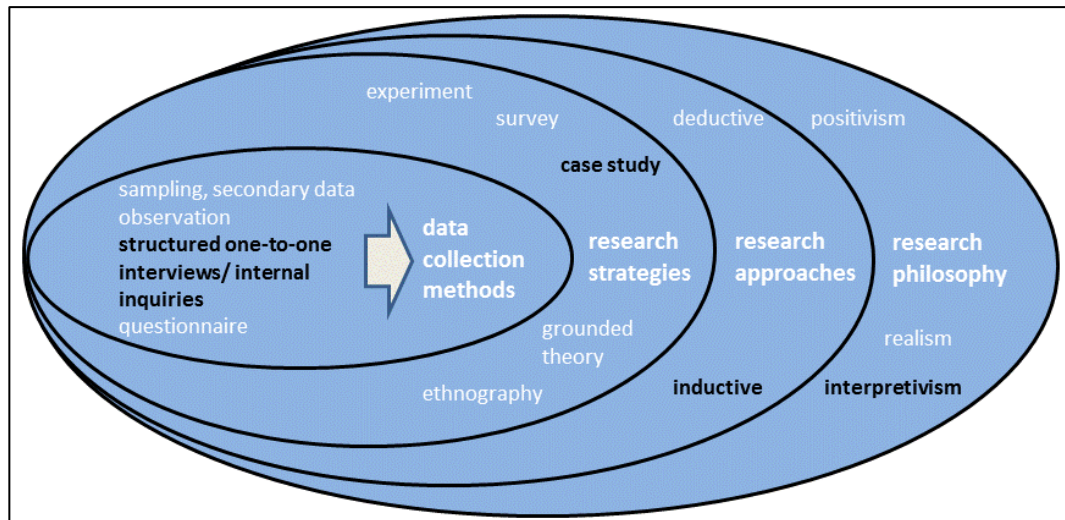 experiment
survey
deductive
positivism
case study
sampling, secondary data
observation
structured one-to-one
interviews/ internal
inquiries
questionnaire
data
collection
methods
research
strategies
research
approaches
research
philosophy
grounded
theory
realism
ethnography
inductive
interpretivism